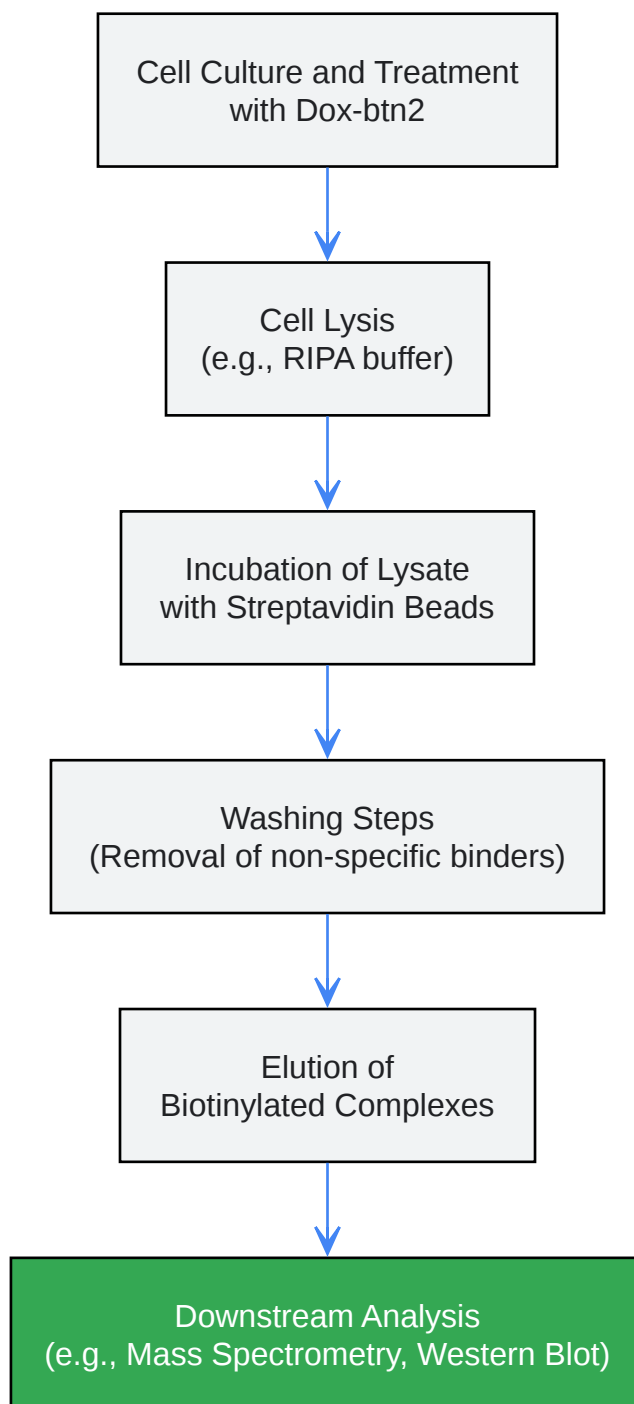 Cell Culture and Treatment
with Dox-btn2
Cell Lysis
(e.g., RIPA buffer)
Incubation of Lysate
with Streptavidin Beads
Washing Steps
(Removal of non-specific binders)
Elution of
Biotinylated Complexes
Downstream Analysis
(e.g., Mass Spectrometry, Western Blot)